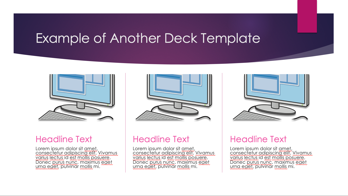 Example of Another Deck Template
Headline Text
Lorem ipsum dolor sit amet,
consectetur adipiscing elit. Vivamus
varius lectus id est mollis posuere.
Donec purus nunc, maximus eget
urna eget, pulvinar mollis mi.
Headline Text
Lorem ipsum dolor sit amet,
consectetur adipiscing elit. Vivamus
varius lectus id est mollis posuere.
Donec purus nunc, maximus eget
urna eget, pulvinar mollis mi.
Headline Text
Lorem ipsum dolor sit amet,
consectetur adipiscing elit. Vivamus
varius lectus id est mollis posuere.
Donec purus nunc, maximus eget
urna eget, pulvinar mollis mi.